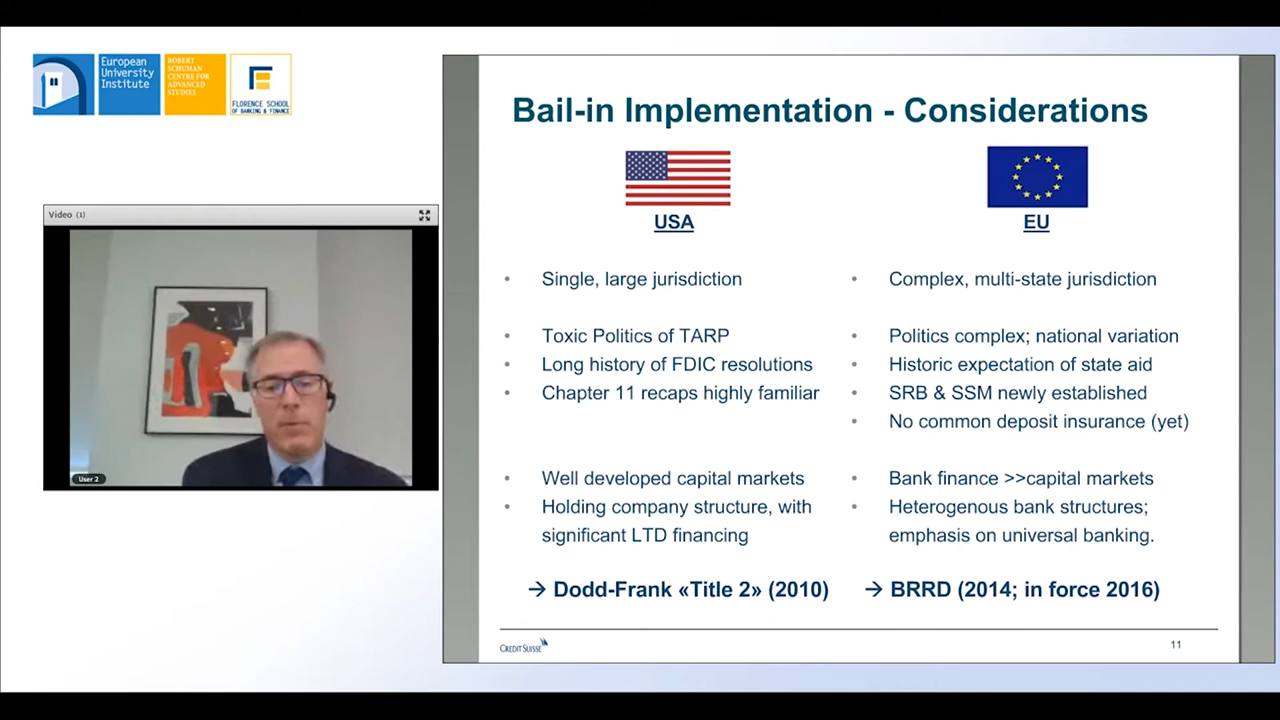 European
University
Institute
ROBERT
SCHUMAN
CENTRE FOR
ADVANCED
STUDIES
FLORENCE SCHOOL
OF BANKING & FINANCE
Video (1)
User 2
Bail-in Implementation - Considerations
USA
• Single, large jurisdiction
• Toxic Politics of TARP
• Long history of FDIC resolutions
• Chapter 11 recaps highly familiar
• Well developed capital markets
• Holding company structure, with
significant LTD financing
→ Dodd-Frank «Title 2» (2010)
EU
• Complex, multi-state jurisdiction
• Politics complex; national variation
• Historic expectation of state aid
• SRB & SSM newly established
• No common deposit insurance (yet)
• Bank finance >>capital markets
• Heterogenous bank structures;
emphasis on universal banking.
→ BRRD (2014; in force 2016)
CREDIT SUISSE
11